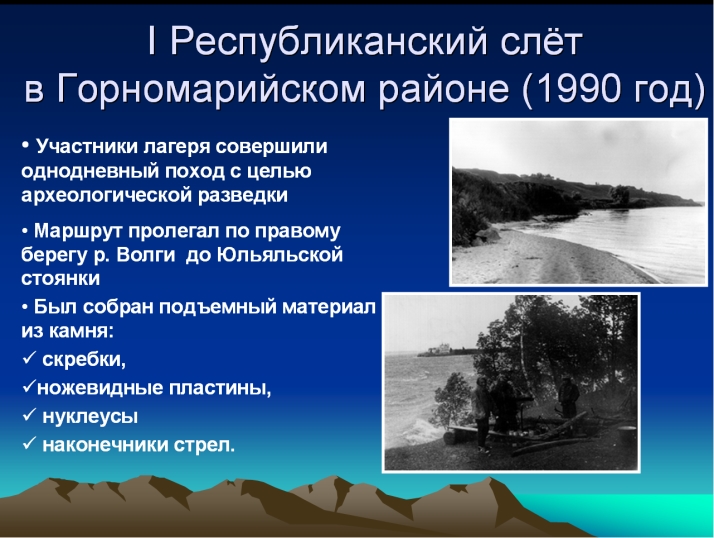 I Республиканский слёт
в Горномарийском районе (1990 год)
• Участники лагеря совершили
однодневный поход с целью
археологической разведки
• Маршрут пролегал по правому
берегу р. Волги до Юльяльской
стоянки
• Был собран подъемный материал
из камня:
✓ скребки,
✓ножевидные пластины,
✓ нуклеусы
✓ наконечники стрел.